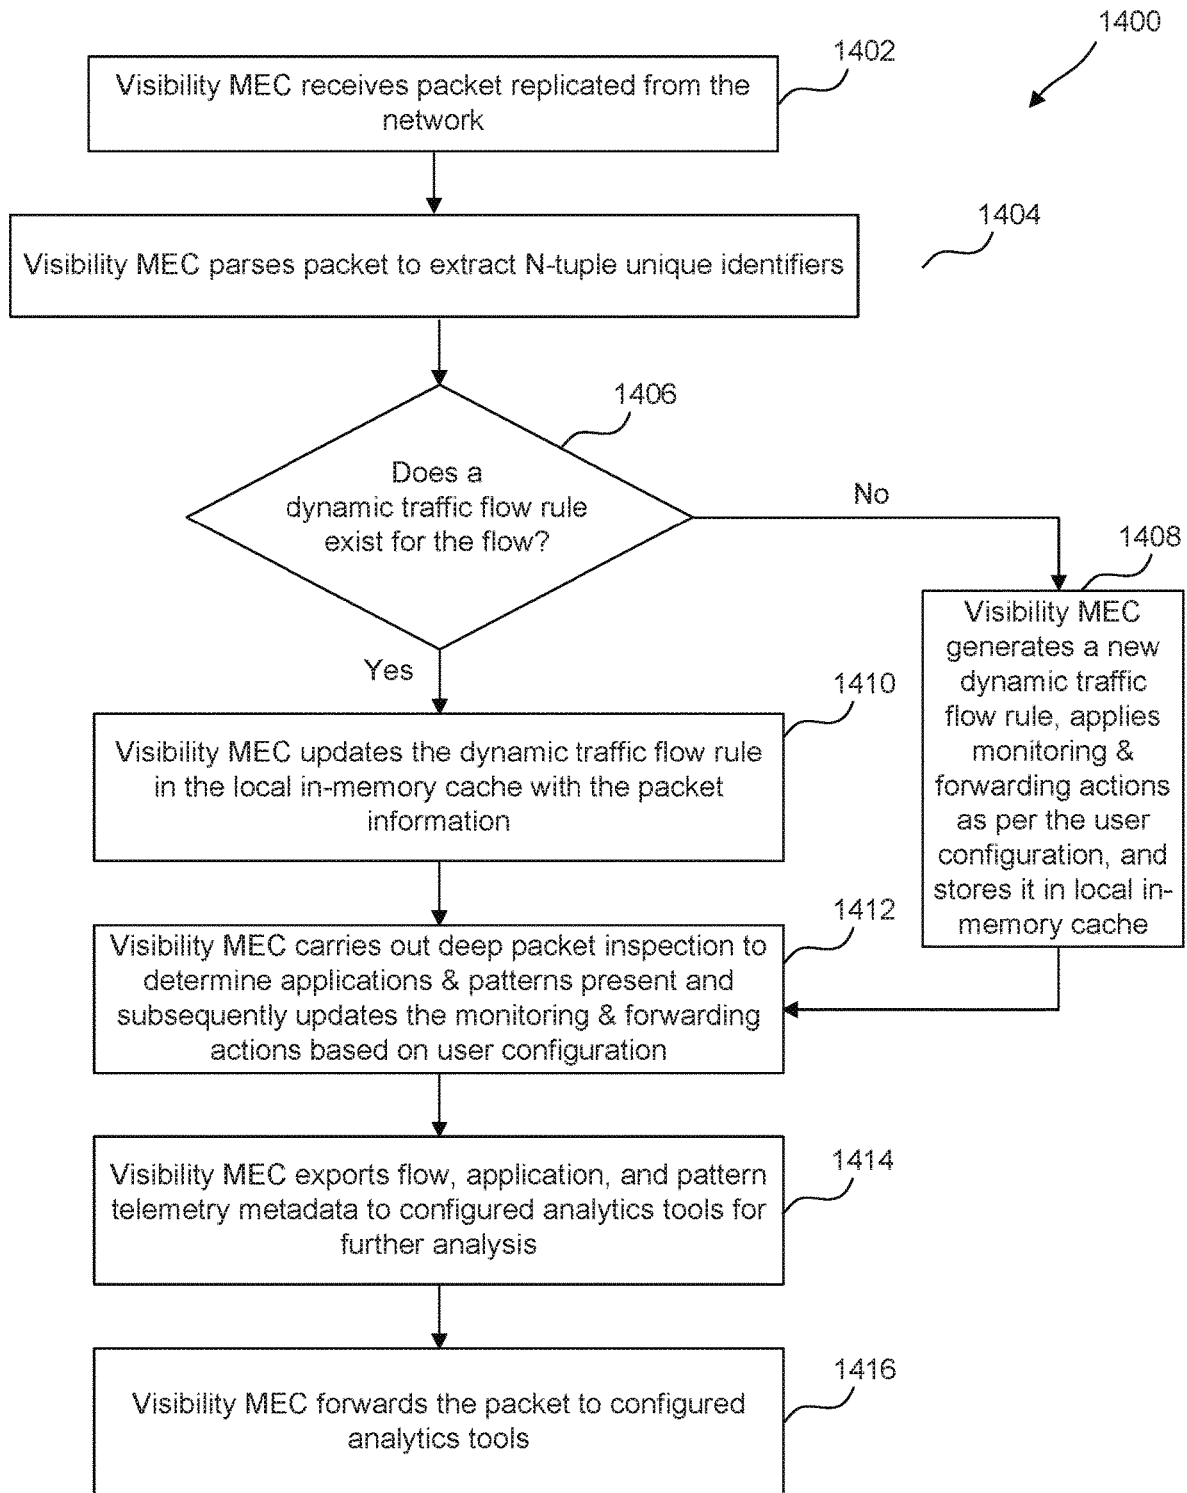 1400
1402
Visibility MEC receives packet replicated from the
network
1404
Visibility MEC parses packet to extract N-tuple unique identifiers
1406
Does a
dynamic traffic flow rule
exist for the flow?
No
Yes
1408
Visibility MEC
generates a new
dynamic traffic
flow rule, applies
monitoring &
forwarding actions
as per the user
configuration, and
stores it in local in-
memory cache
1410
Visibility MEC updates the dynamic traffic flow rule
in the local in-memory cache with the packet
information
1412
Visibility MEC carries out deep packet inspection to
determine applications & patterns present and
subsequently updates the monitoring & forwarding
actions based on user configuration
1414
Visibility MEC exports flow, application, and pattern
telemetry metadata to configured analytics tools for
further analysis
1416
Visibility MEC forwards the packet to configured
analytics tools